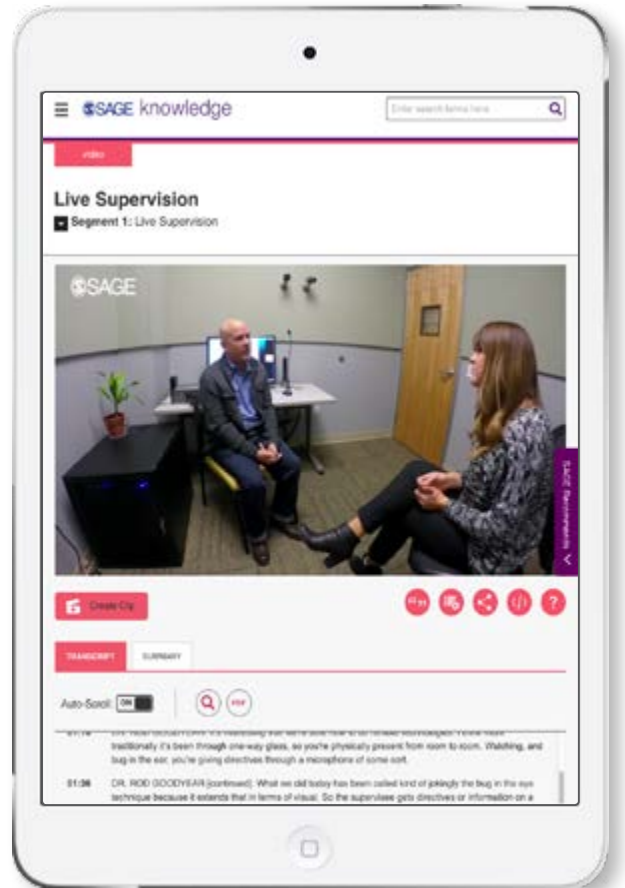 SAGE knowledge
Enter search terms here
video
Live Supervision
Segment 1: Live Supervision
SAGE
SAGE Recommends
Create Clip
?
TRANSCRIPT SUMMARY
Auto-Scroll: ON PDF
traditionally it's been through one-way glass, so you're physically present from room to room. Watching, and
bug in the ear, you're giving directives through a microphone of some sort.
01:36 DR. ROD GOODYEAR [continued]: What we did today has been called kind of jokingly the bug in the eye
technique because it extends that in terms of visual. So the supervisee gets directives or information on a